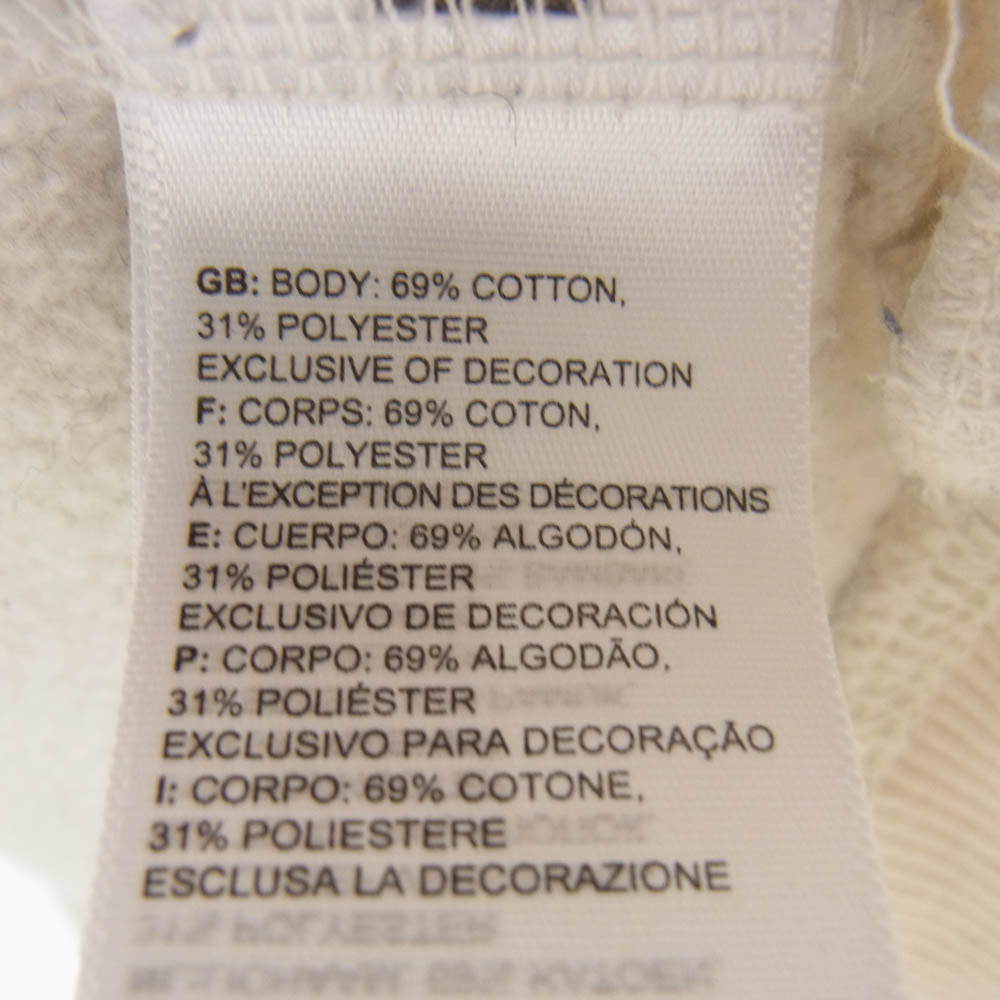 GB: BODY: 69% COTTON,
31% POLYESTER
EXCLUSIVE OF DECORATION
F: CORPS: 69% COTON,
31% POLYESTER
À L'EXCEPTION DES DÉCORATIONS
E: CUERPO: 69% ALGODÓN,
31% POLIÉSTER
EXCLUSIVO DE DECORACIÓN
P: CORPO: 69% ALGODÃO,
31% POLIÉSTER
EXCLUSIVO PARA DECORAÇÃO
I: CORPO: 69% COTONE,
31% POLIESTERE
ESCLUSA LA DECORAZIONE